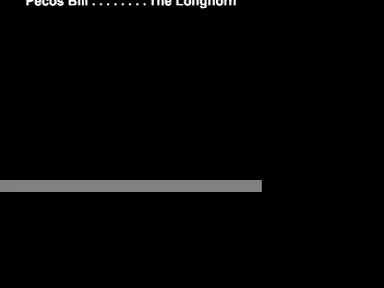 Pecos Bill . . . . . . . . The Longhorn